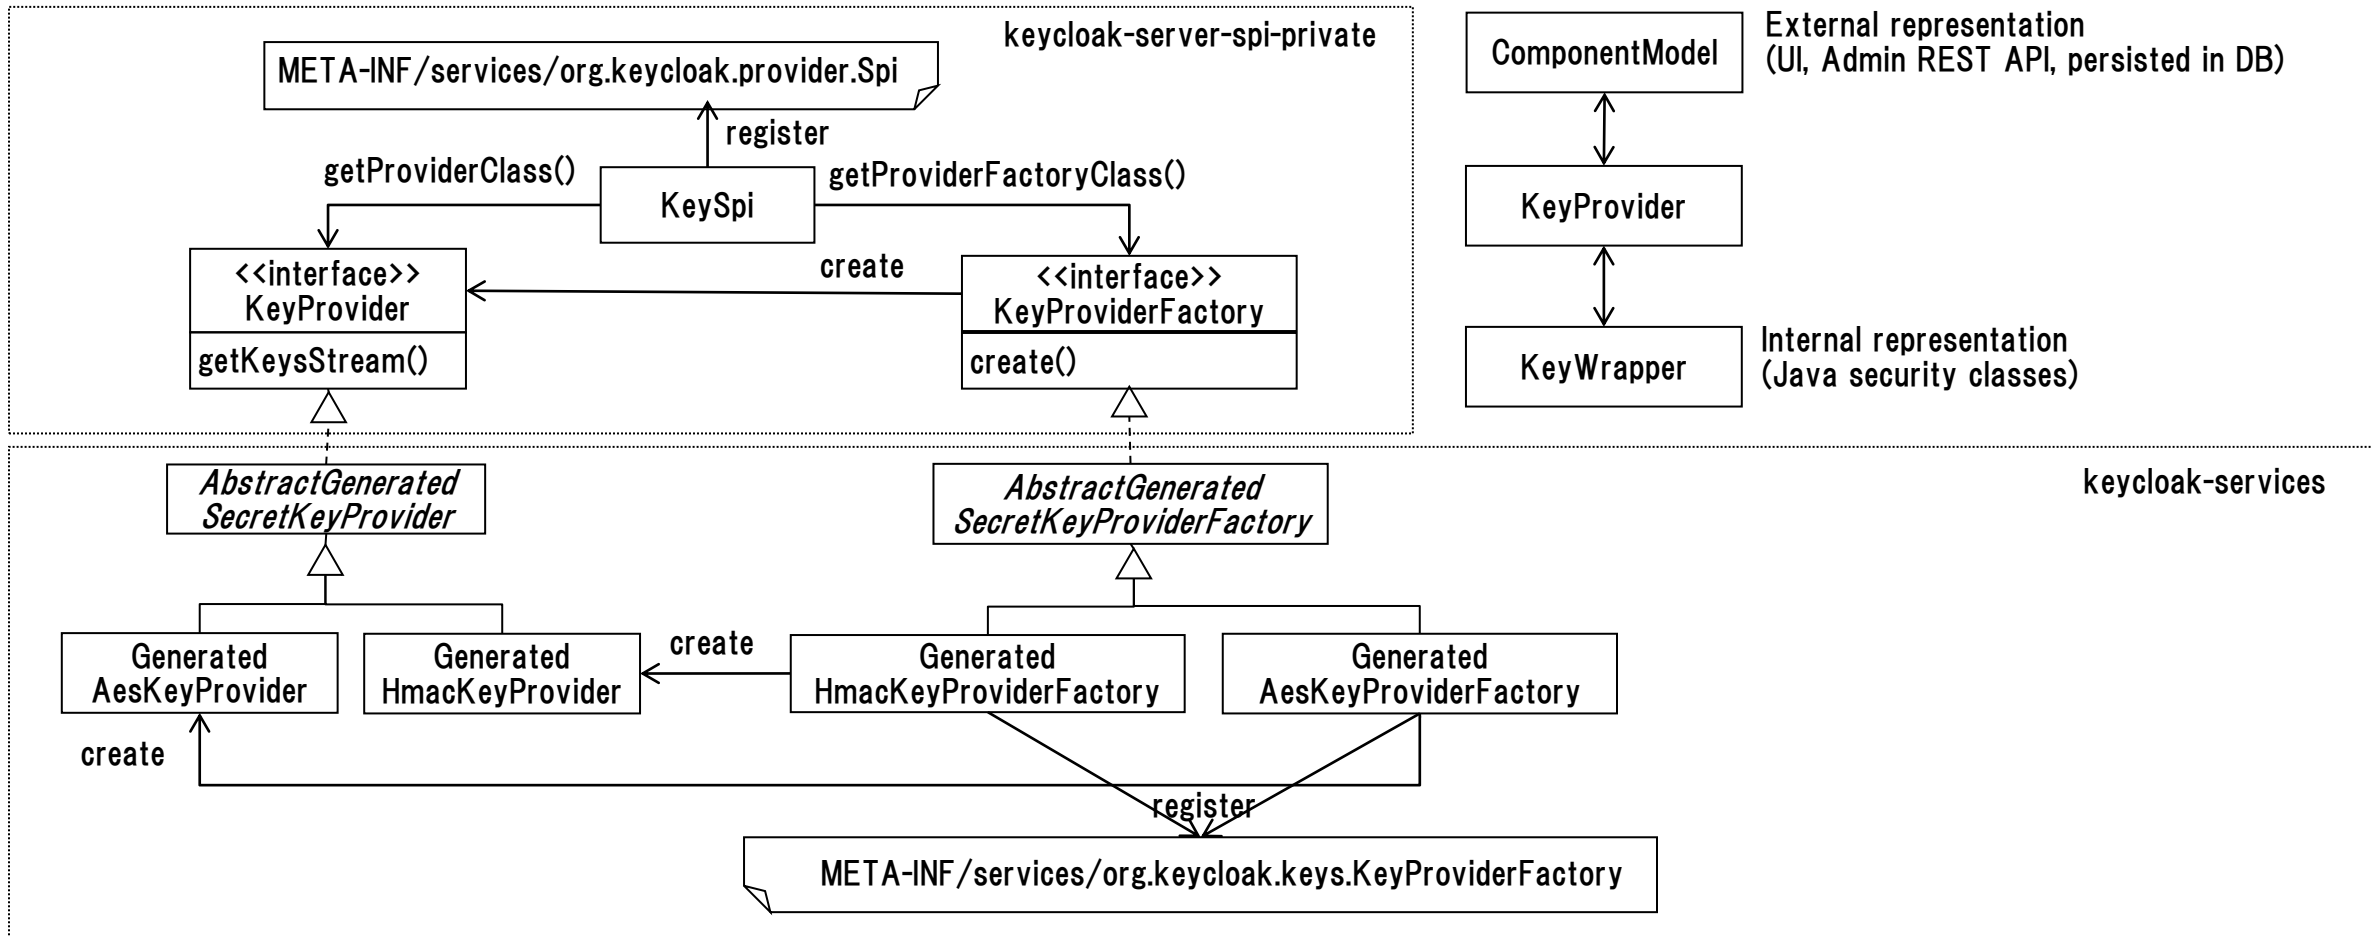 keycloak-server-spi-private
META-INF/services/org.keycloak.provider.Spi
register
getProviderClass()
getProviderFactoryClass()
KeySpi
create
<<interface>>
KeyProvider
getKeysStream()
<<interface>>
KeyProviderFactory
create()
ComponentModel
External representation
(UI, Admin REST API, persisted in DB)
KeyProvider
KeyWrapper
Internal representation
(Java security classes)
keycloak-services
AbstractGenerated
SecretKeyProvider
AbstractGenerated
SecretKeyProviderFactory
Generated
AesKeyProvider
Generated
HmacKeyProvider
create
Generated
HmacKeyProviderFactory
Generated
AesKeyProviderFactory
create
register
META-INF/services/org.keycloak.keys.KeyProviderFactory